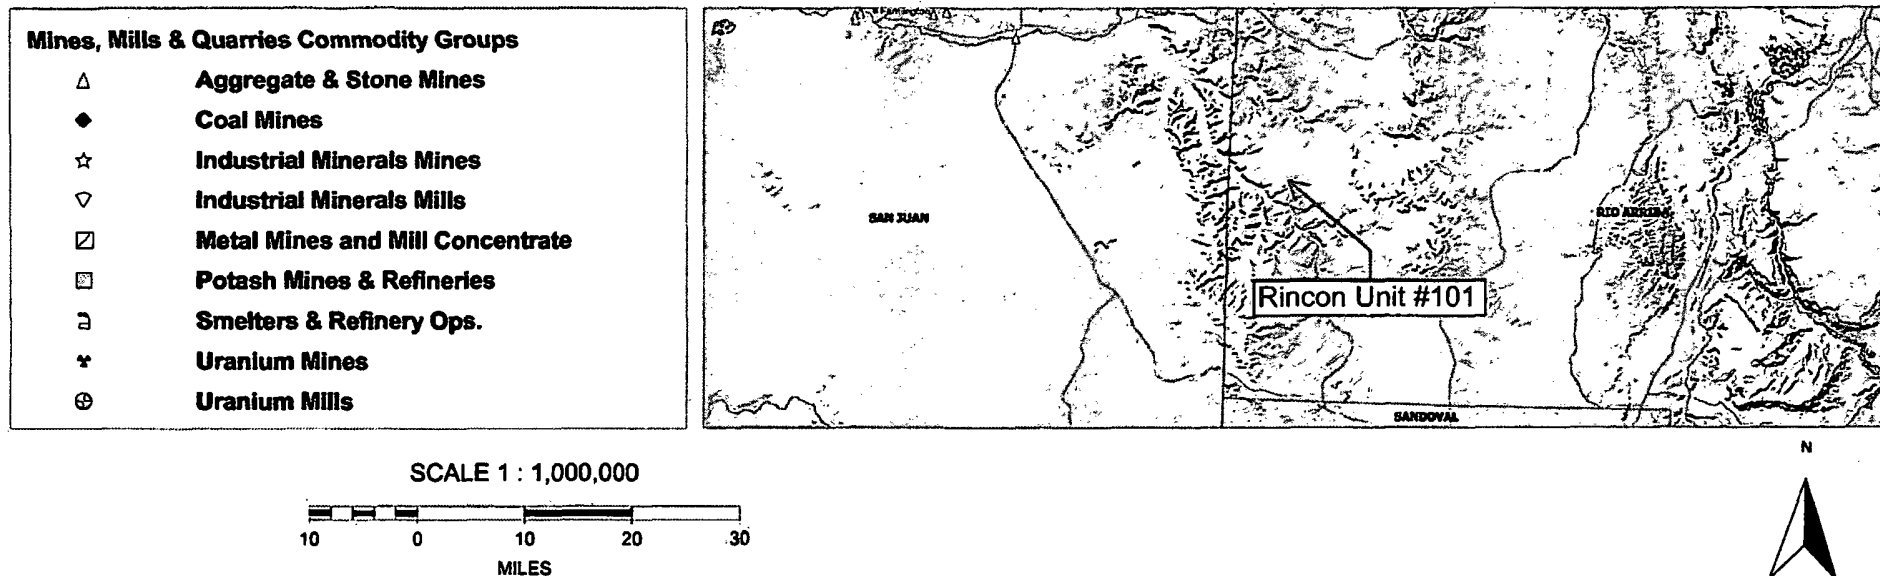 Mines, Mills & Quarries Commodity Groups
Aggregate & Stone Mines
Coal Mines
Industrial Minerals Mines
Industrial Minerals Mills
Metal Mines and Mill Concentrate
Potash Mines & Refineries
Smelters & Refinery Ops.
Uranium Mines
Uranium Mills
SAN JUAN
RIO ARRIBA
Rincon Unit #101
SANDOVAL
SCALE 1 : 1,000,000
10 0 10 20 30
MILES
N